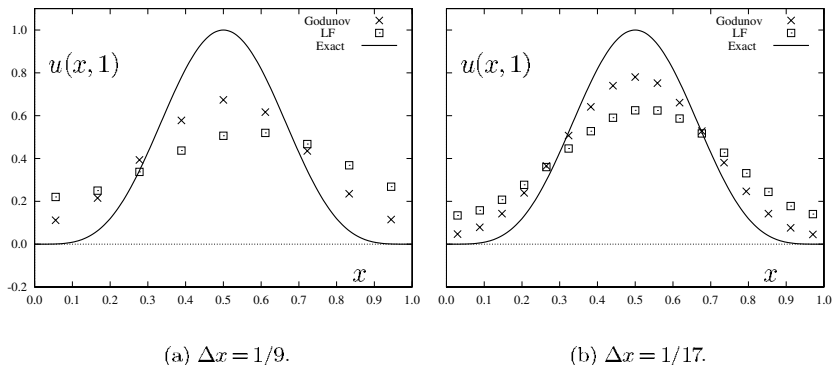 Godunov
LF
Exact
u(x, 1)
1.0
0.8
0.6
0.4
0.2
0.0
-0.2
x
0.0 0.1 0.2 0.3 0.4 0.5 0.6 0.7 0.8 0.9 1.0
(a) Δx = 1/9.
Godunov
LF
Exact
u(x, 1)
x
0.0 0.1 0.2 0.3 0.4 0.5 0.6 0.7 0.8 0.9 1.0
(b) Δx = 1/17.